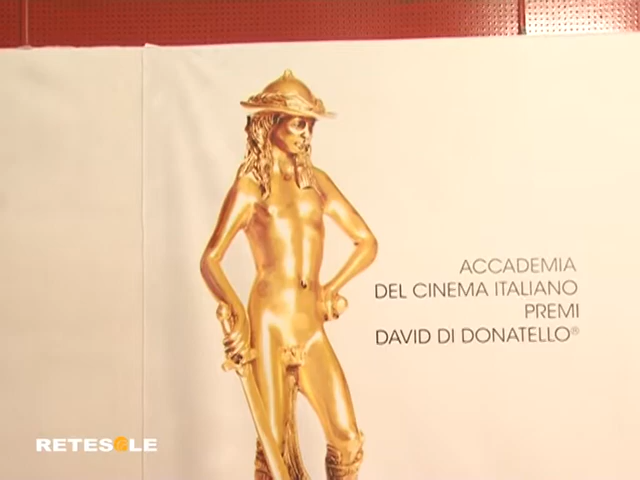 ACCADEMIA
DEL CINEMA ITALIANO
PREMI
DAVID DI DONATELLO®
RETESOLE